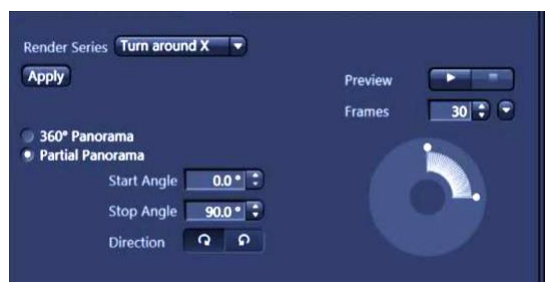 Render Series Turn around X
Apply
Preview
Frames 30
360° Panorama
Partial Panorama
Start Angle 0.0 °
Stop Angle 90.0 °
Direction